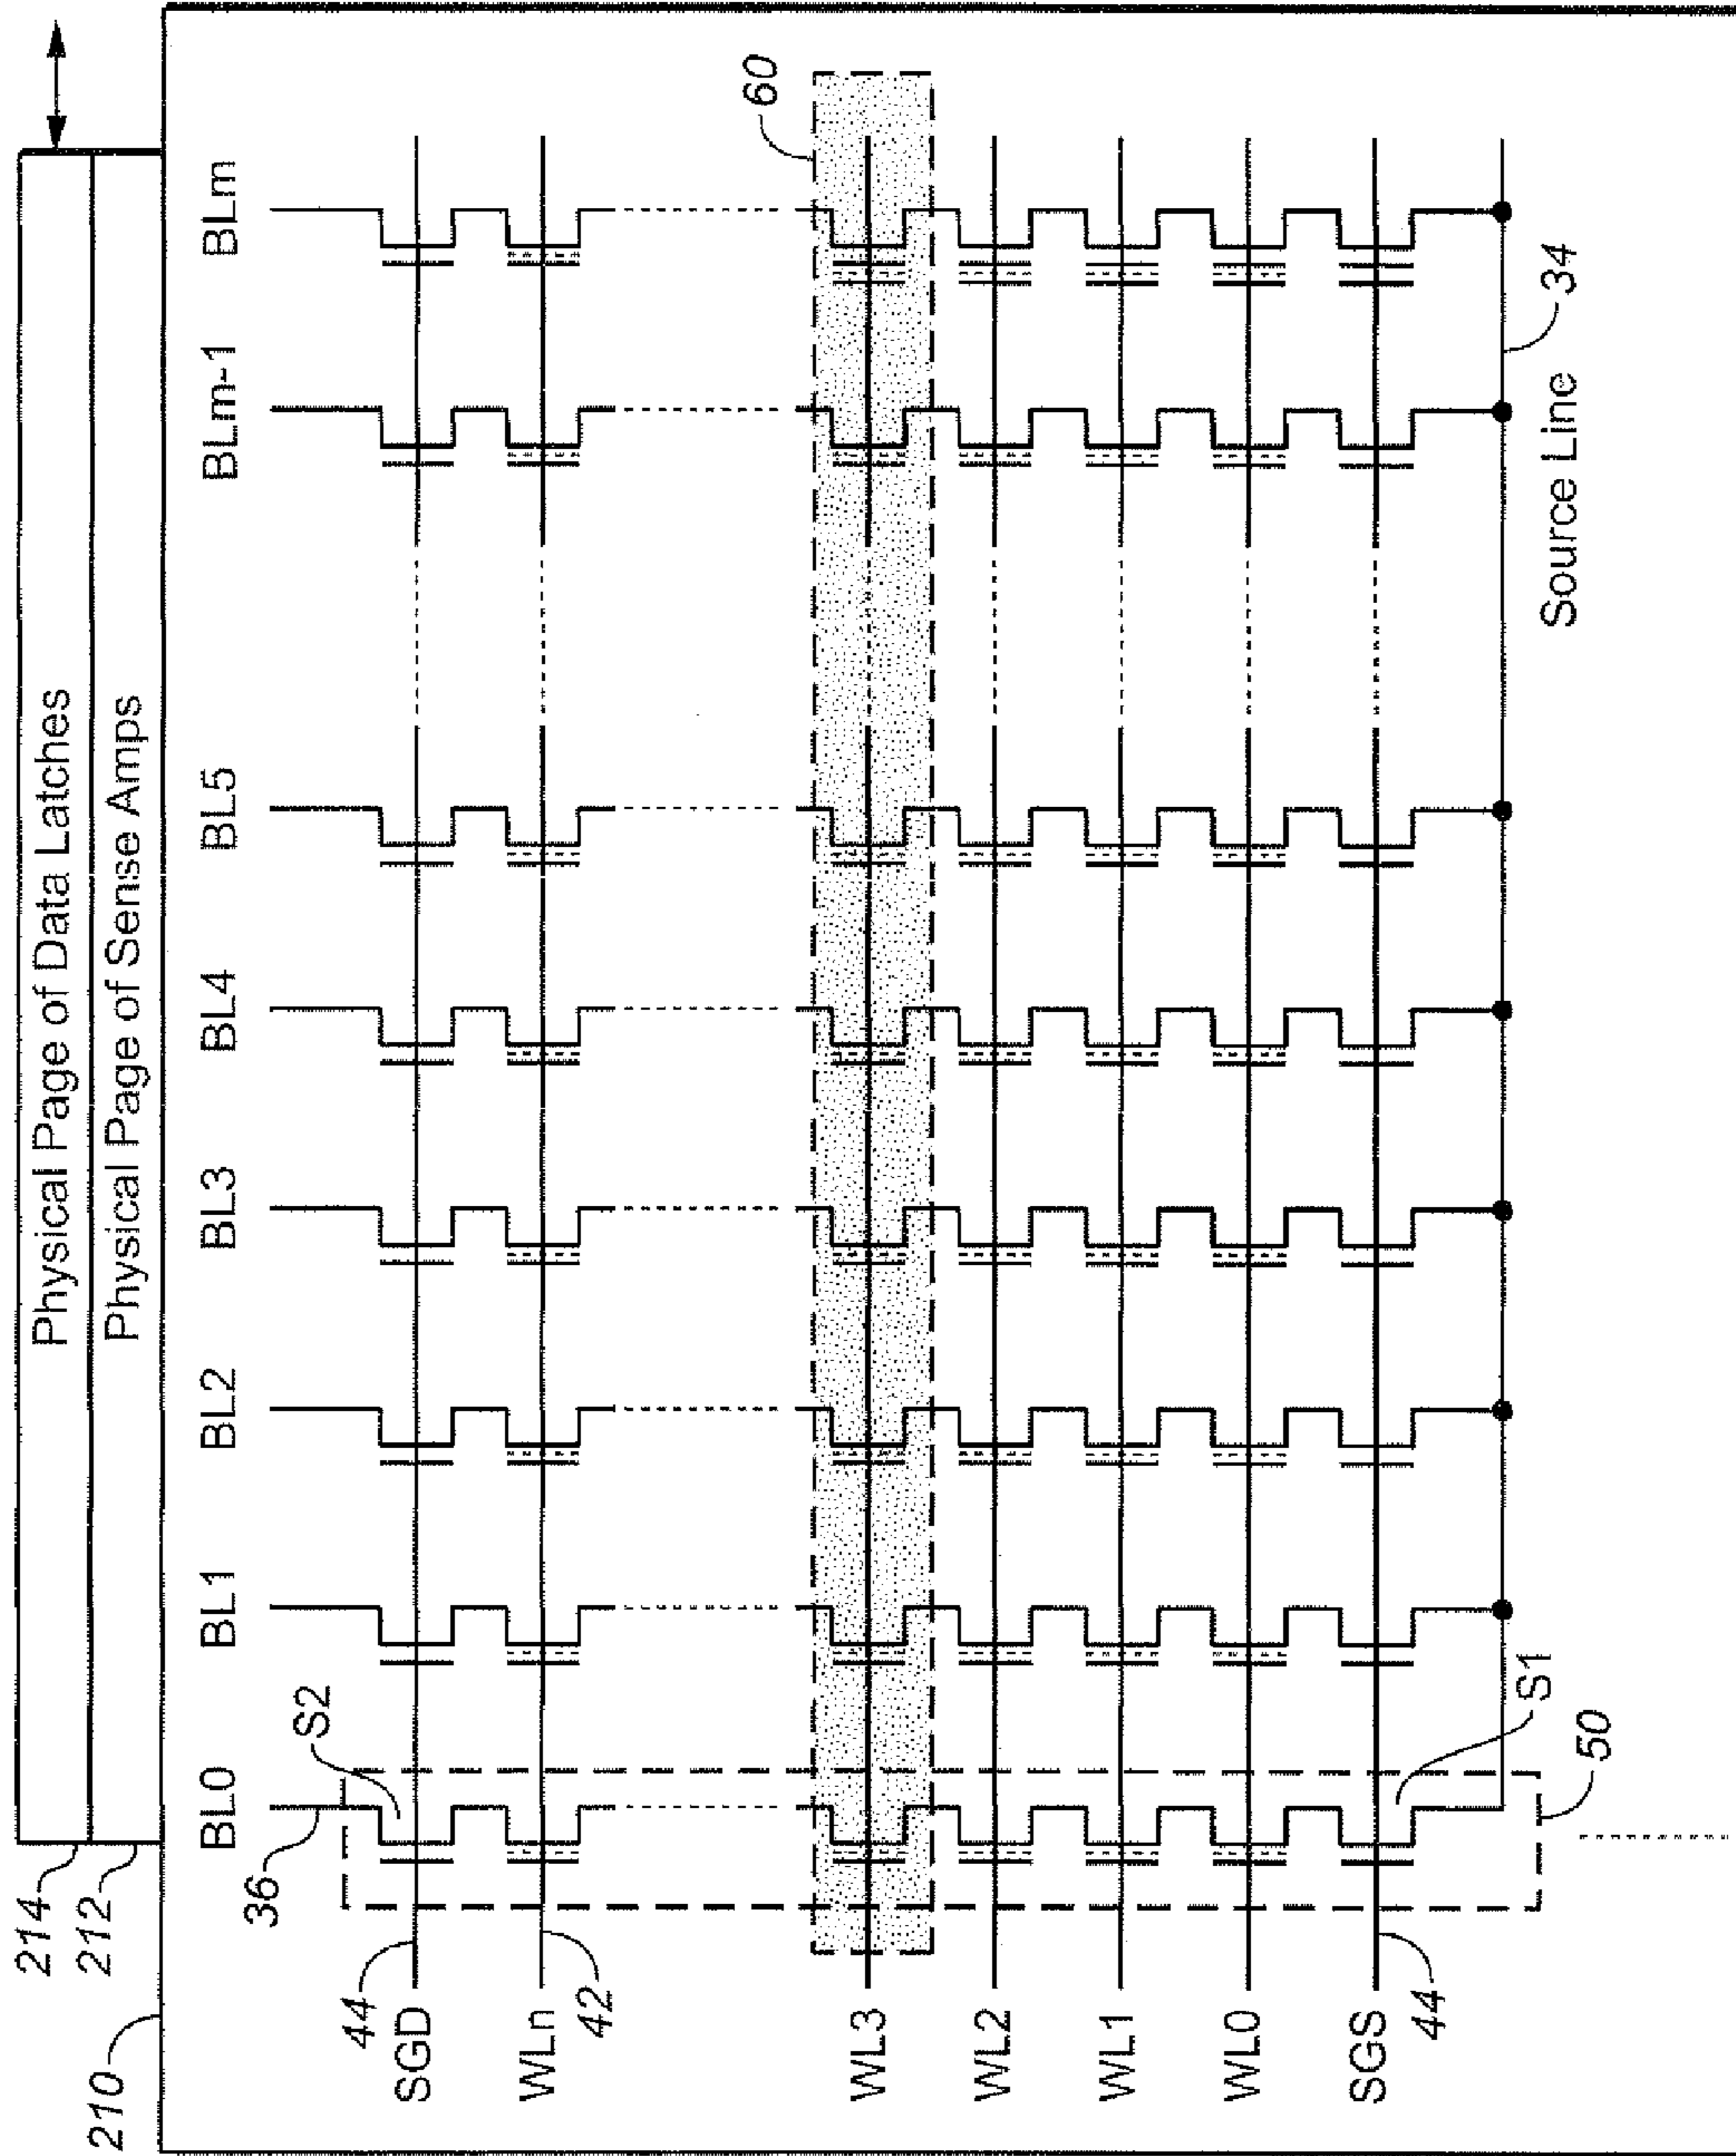 214
Physical Page of Data Latches
212
Physical Page of Sense Amps
210
BL0 BL1 BL2 BL3 BL4 BL5 BLm-1 BLm
36
S2
60
44
SGD
WLn
42
WL3
WL2
WL1
WL0
SGS
44
S1
50
Source Line
34